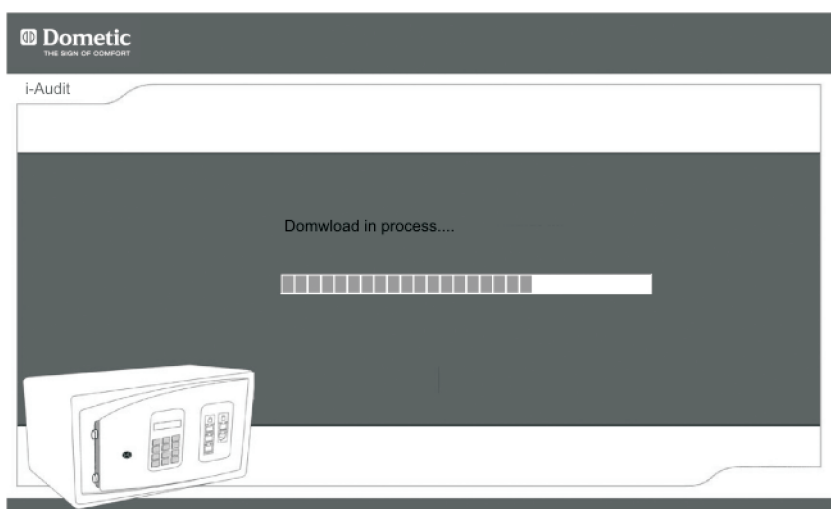 Dometic
THE SIGN OF COMFORT
i-Audit
Domwload in process....